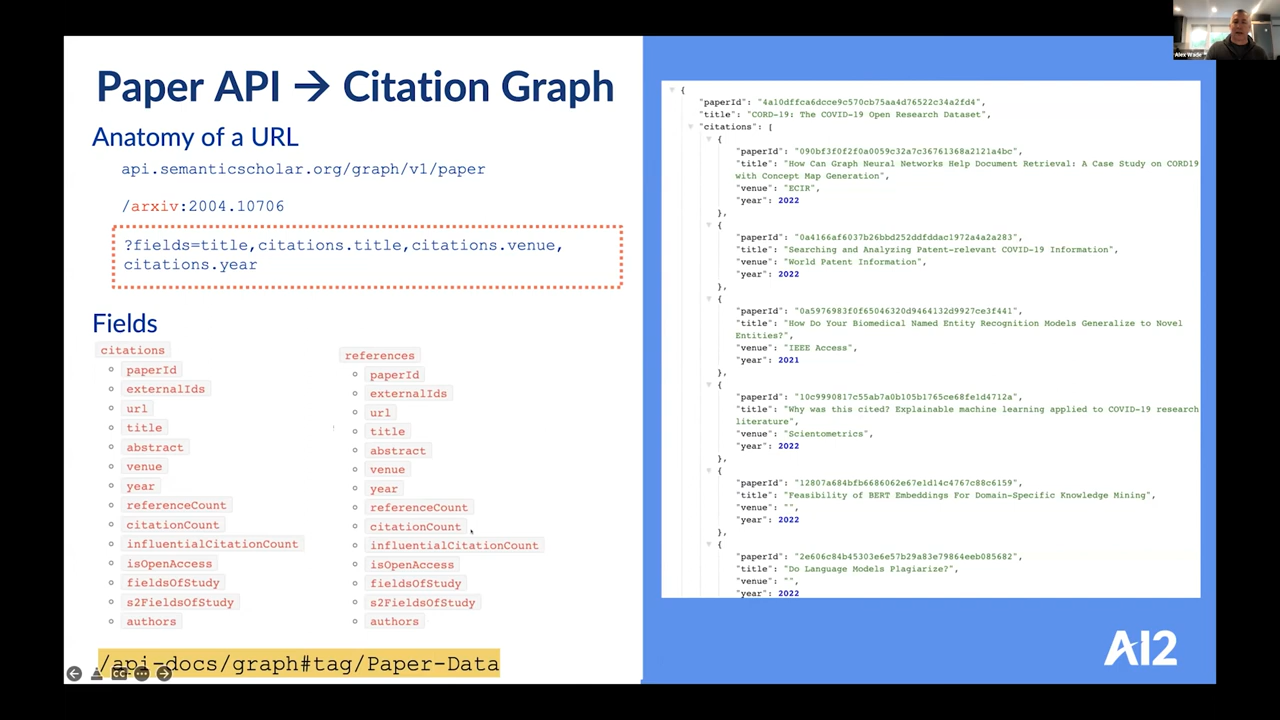 Paper API → Citation Graph
Anatomy of a URL
api.semanticscholar.org/graph/v1/paper
/arxiv:2004.10706
?fields=title,citations.title,citations.venue,
citations.year
Fields
citations
paperId
externalIds
url
title
abstract
venue
year
referenceCount
citationCount
influentialCitationCount
isOpenAccess
fieldsOfStudy
s2FieldsOfStudy
authors
references
paperId
externalIds
url
title
abstract
venue
year
referenceCount
citationCount
influentialCitationCount
isOpenAccess
fieldsOfStudy
s2FieldsOfStudy
authors
/api-docs/graph#tag/Paper-Data
CC
{
"paperId": "4a10dffca6dcce9c570cb75aa4d76522c34a2fd4",
"title": "CORD-19: The COVID-19 Open Research Dataset",
"citations": [
{
"paperId": "090bf3f0f2f0a0059c32a7c36761368a2121a4bc",
"title": "How Can Graph Neural Networks Help Document Retrieval: A Case Study on CORD19
with Concept Map Generation",
"venue": "ECIR",
"year": 2022
},
{
"paperId": "0a4166af6037b26bbd252ddfddac1972a4a2a283",
"title": "Searching and Analyzing Patent-relevant COVID-19 Information",
"venue": "World Patent Information",
"year": 2022
},
{
"paperId": "0a5976983f0f65046320d9464132d9927ce3f441",
"title": "How Do Your Biomedical Named Entity Recognition Models Generalize to Novel
Entities?",
"venue": "IEEE Access",
"year": 2021
},
{
"paperId": "10c9990817c55ab7a0b105b1765ce68fe1d4712a",
"title": "Why was this cited? Explainable machine learning applied to COVID-19 research
literature",
"venue": "Scientometrics",
"year": 2022
},
{
"paperId": "12807a684bfb6686062e67e1d14c4767c88c6159",
"title": "Feasibility of BERT Embeddings For Domain-Specific Knowledge Mining",
"venue": "",
"year": 2022
},
{
"paperId": "2e606c84b45303e6e57b29a83e79864eeb085682",
"title": "Do Language Models Plagiarize?",
"venue": "",
"year": 2022
AI2
Alex Wade